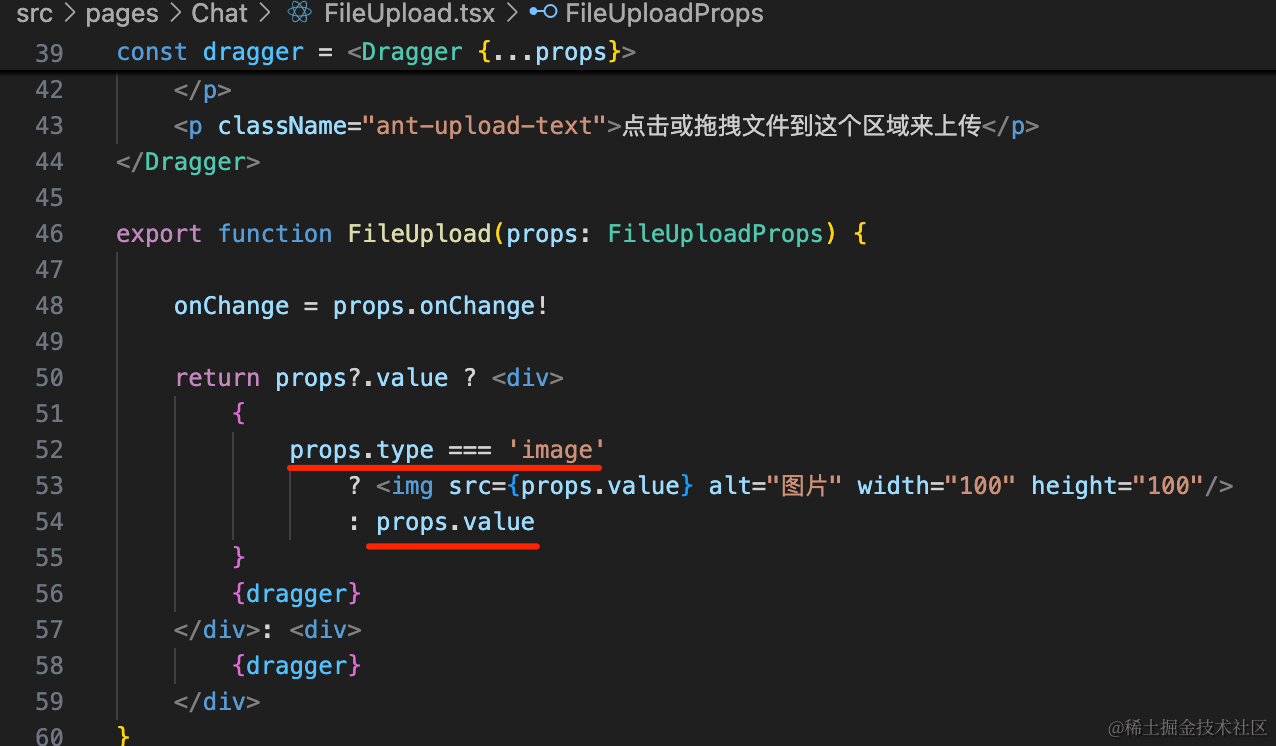 src > pages > Chat > FileUpload.tsx > FileUploadProps
39 const dragger = <Dragger {...props}>
42 </p>
43 <p className="ant-upload-text">点击或拖拽文件到这个区域来上传</p>
44 </Dragger>
45
46 export function FileUpload(props: FileUploadProps) {
47
48 onChange = props.onChange!
49
50 return props?.value ? <div>
51 {
52 props.type === 'image'
53 ? <img src={props.value} alt="图片" width="100" height="100"/>
54 : props.value
55 }
56 {dragger}
57 </div>: <div>
58 {dragger}
59 </div>
60 }
@稀土掘金技术社区